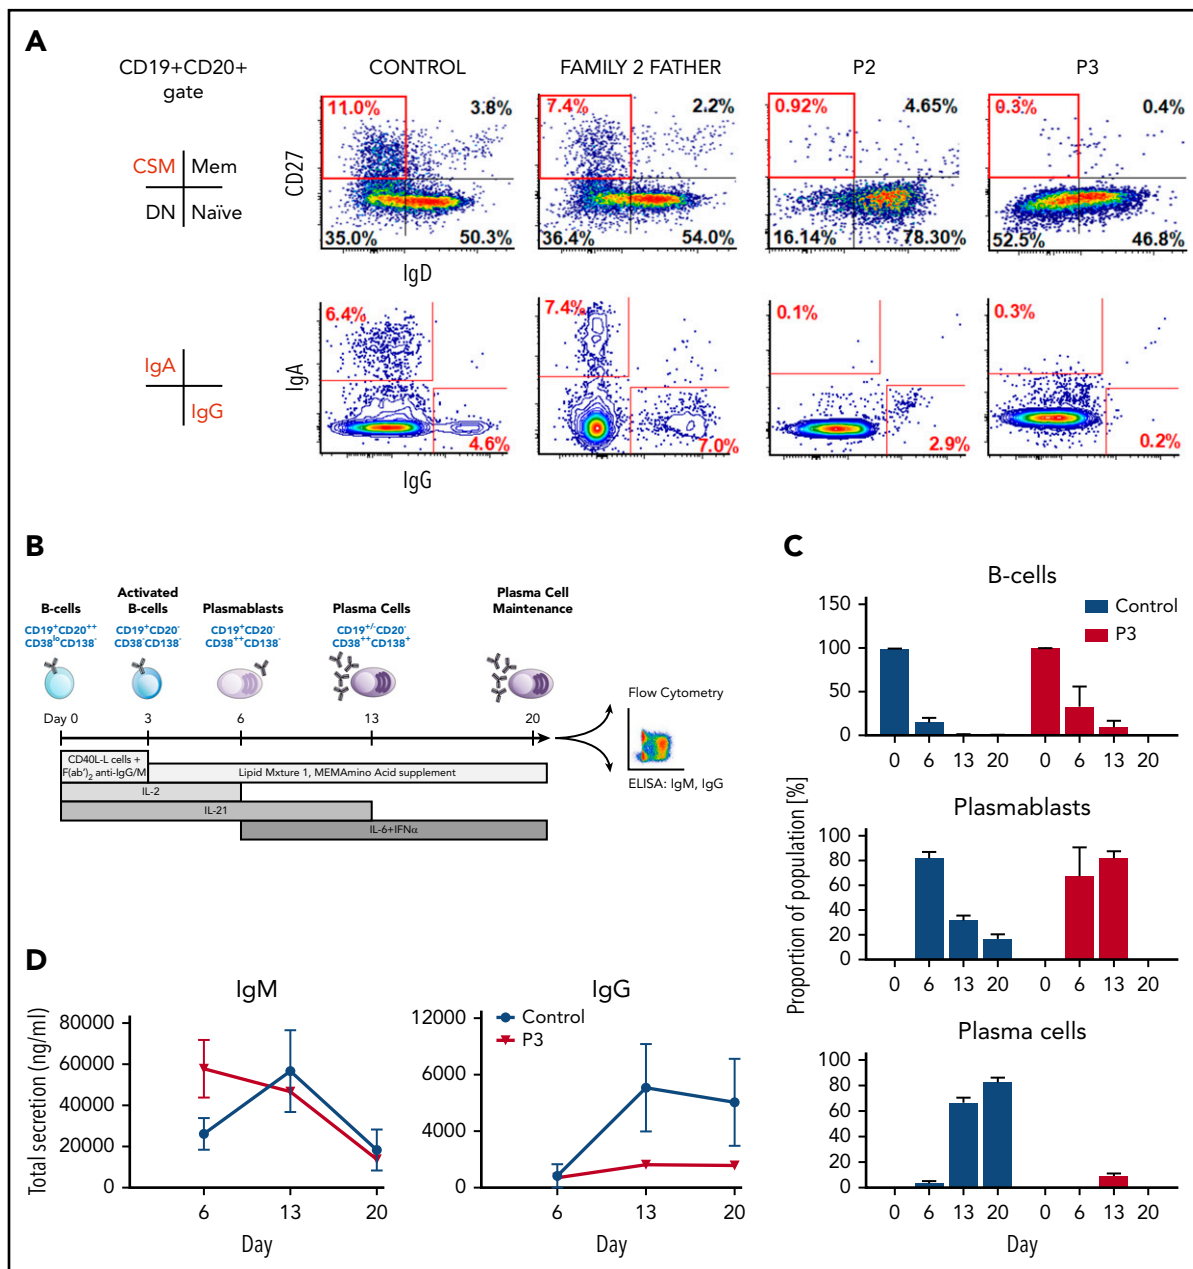 A
CD19+CD20+
gate
CONTROL
FAMILY 2 FATHER
P2
P3
CSM Mem
DN Naïve
CD27
11.0% 3.8%
35.0% 50.3%
7.4% 2.2%
36.4% 54.0%
0.92% 4.65%
16.14% 78.30%
0.3% 0.4%
52.5% 46.8%
IgD
IgA
IgG
IgA
6.4%
4.6%
7.4%
7.0%
0.1%
2.9%
0.3%
0.2%
IgG
B
B-cells
CD19+CD20++
CD38loCD138-
Activated
B-cells
CD19+CD20-
CD38-CD138-
Plasmablasts
CD19+CD20-
CD38++CD138-
Plasma Cells
CD19+/-CD20-
CD38++CD138+
Plasma Cell
Maintenance
Day 0 3 6 13 20
CD40L-L cells +
F(ab')2 anti-IgG/M
Lipid Mxture 1, MEMAmino Acid supplement
IL-2
IL-21
IL-6+IFNα
Flow Cytometry
ELISA: IgM, IgG
C
B-cells
Control
P3
150
100
50
0
0 6 13 20 0 6 13 20
Proportion of population [%]
Plasmablasts
100
80
60
40
20
0
0 6 13 20 0 6 13 20
Plasma cells
100
80
60
40
20
0
0 6 13 20 0 6 13 20
Day
D
IgM
Total secretion (ng/ml)
80000
60000
40000
20000
0
6 13 20
Day
IgG
Control
P3
12000
8000
4000
0
6 13 20
Day